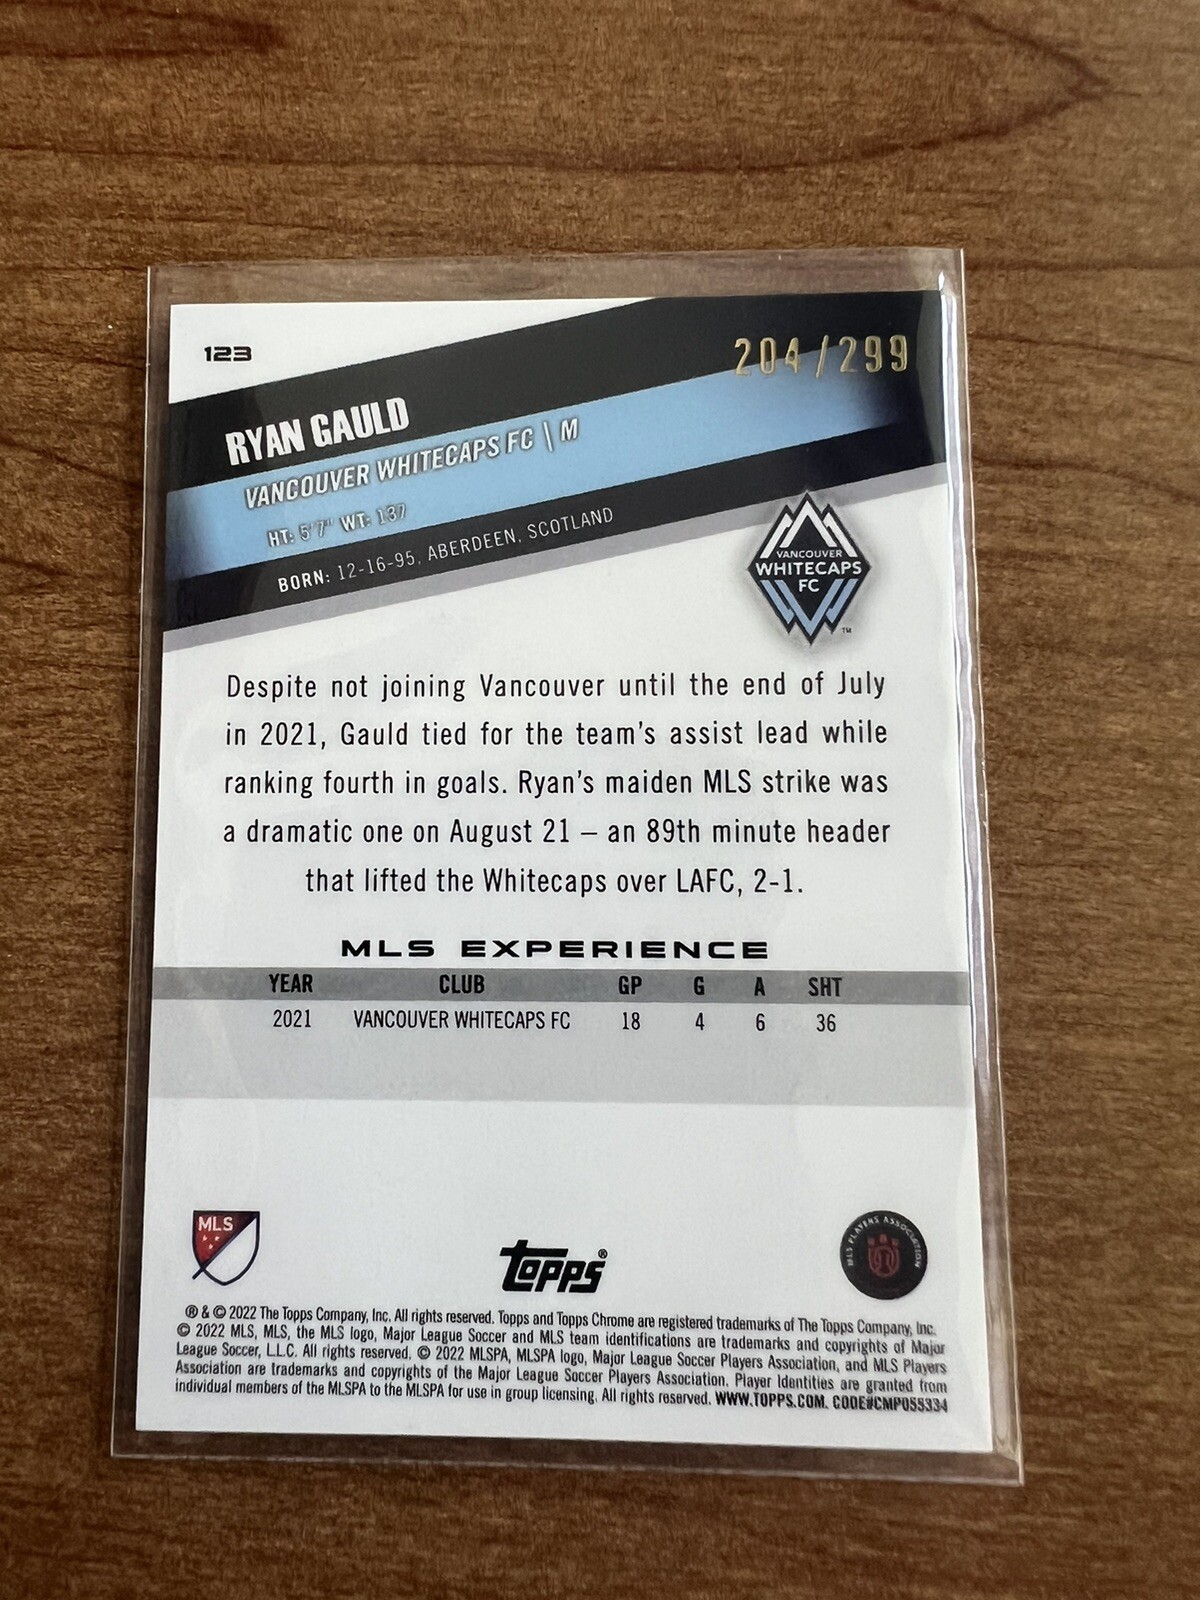 123
204/299
RYAN GAULD
VANCOUVER WHITECAPS FC \ M
HT: 5'7" WT: 137
BORN: 12-16-95, ABERDEEN, SCOTLAND
VANCOUVER
WHITECAPS
FC
TM
Despite not joining Vancouver until the end of July
in 2021, Gauld tied for the team's assist lead while
ranking fourth in goals. Ryan's maiden MLS strike was
a dramatic one on August 21 – an 89th minute header
that lifted the Whitecaps over LAFC, 2-1.
MLS EXPERIENCE
YEAR CLUB GP G A SHT
2021 VANCOUVER WHITECAPS FC 18 4 6 36
MLS
Topps®
MLS PLAYERS ASSOCIATION
® & © 2022 The Topps Company, Inc. All rights reserved. Topps and Topps Chrome are registered trademarks of The Topps Company, Inc.
© 2022 MLS, MLS, the MLS logo, Major League Soccer and MLS team identifications are trademarks and copyrights of Major
League Soccer, L.L.C. All rights reserved. © 2022 MLSPA, MLSPA logo, Major League Soccer Players Association, and MLS Players
Association are trademarks and copyrights of the Major League Soccer Players Association. Player Identities are granted from
individual members of the MLSPA to the MLSPA for use in group licensing. All rights reserved. WWW.TOPPS.COM. CODE#CMP055334